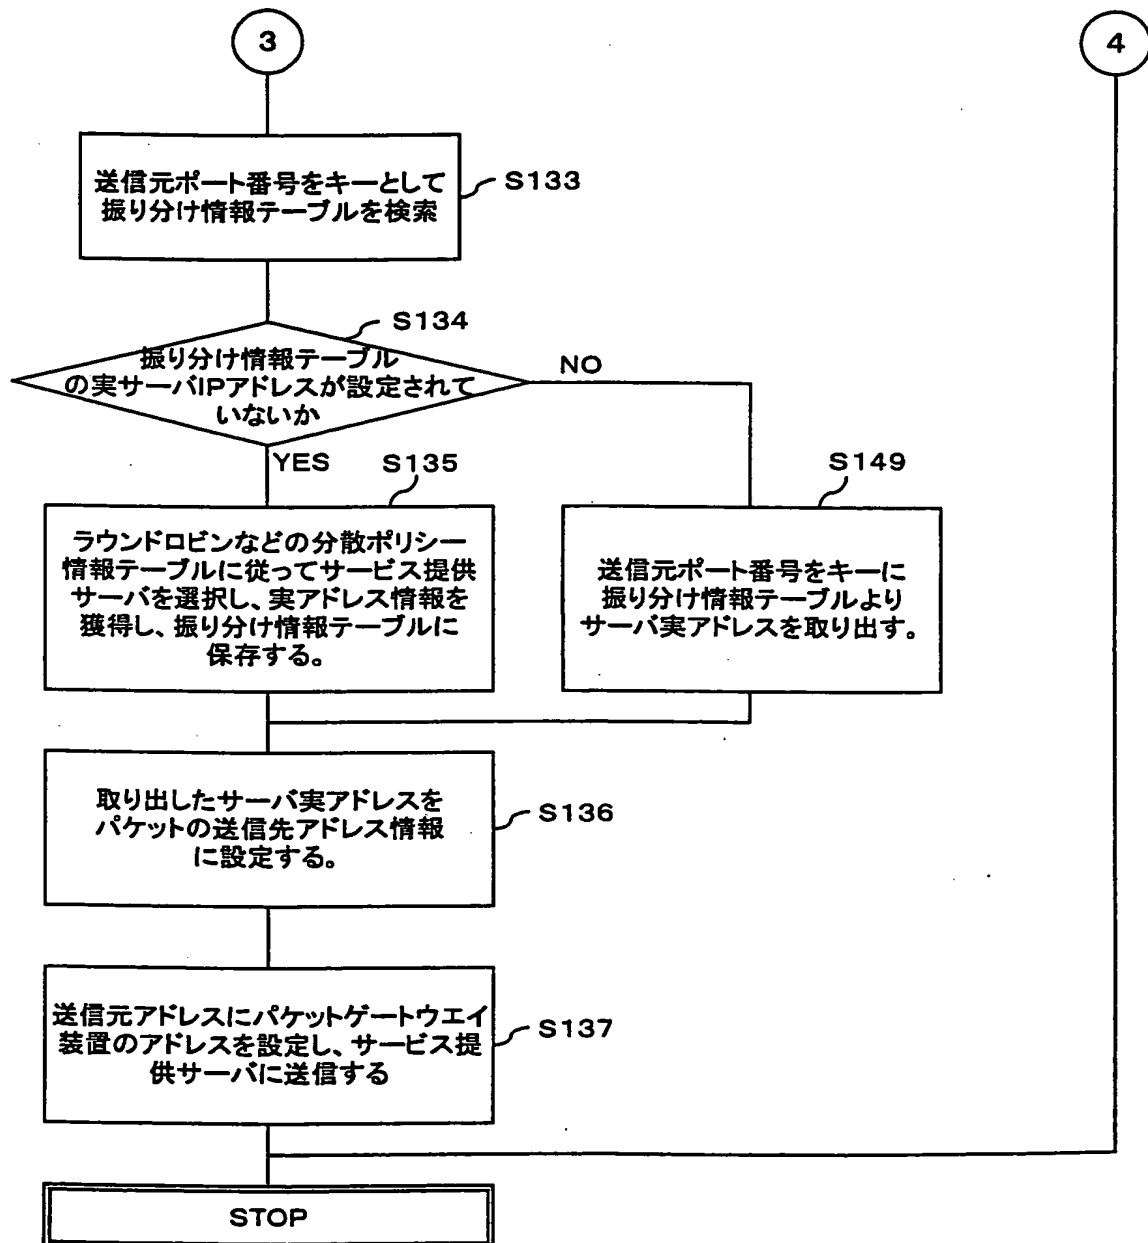 3
4
送信元ポート番号をキーとして
振り分け情報テーブルを検索
S133
S134
振り分け情報テーブル
の実サーバIPアドレスが設定されて
いないか
NO
YES
S135
S149
ラウンドロビンなどの分散ポリシー
情報テーブルに従ってサービス提供
サーバを選択し、実アドレス情報を
獲得し、振り分け情報テーブルに
保存する。
送信元ポート番号をキーに
振り分け情報テーブルより
サーバ実アドレスを取り出す。
取り出したサーバ実アドレスを
パケットの送信先アドレス情報
に設定する。
S136
送信元アドレスにパケットゲートウエイ
装置のアドレスを設定し、サービス提
供サーバに送信する
S137
STOP